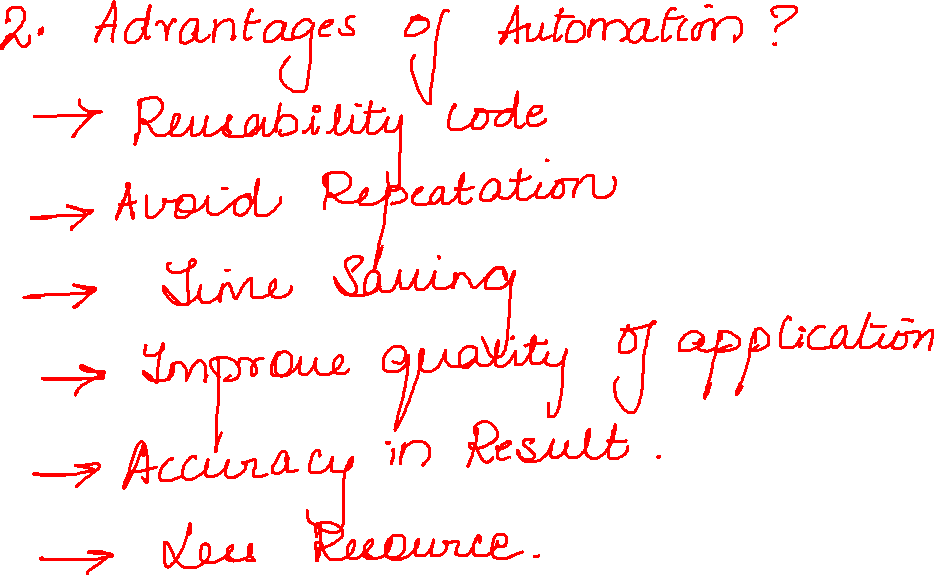 2. Advantages of Automation?
→ Reusability code
→ Avoid Repeatation
→ Time Saving
→ Improve quality of application
→ Accuracy in Result.
→ Less Resource.